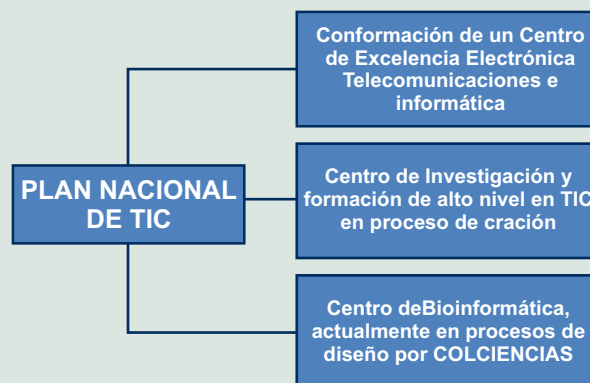 Conformación de un Centro
de Excelencia Electrónica
Telecomunicaciones e
informática
PLAN NACIONAL
DE TIC
Centro de Investigación y
formación de alto nivel en TIC
en proceso de cración
Centro deBioinformática,
actualmente en procesos de
diseño por COLCIENCIAS